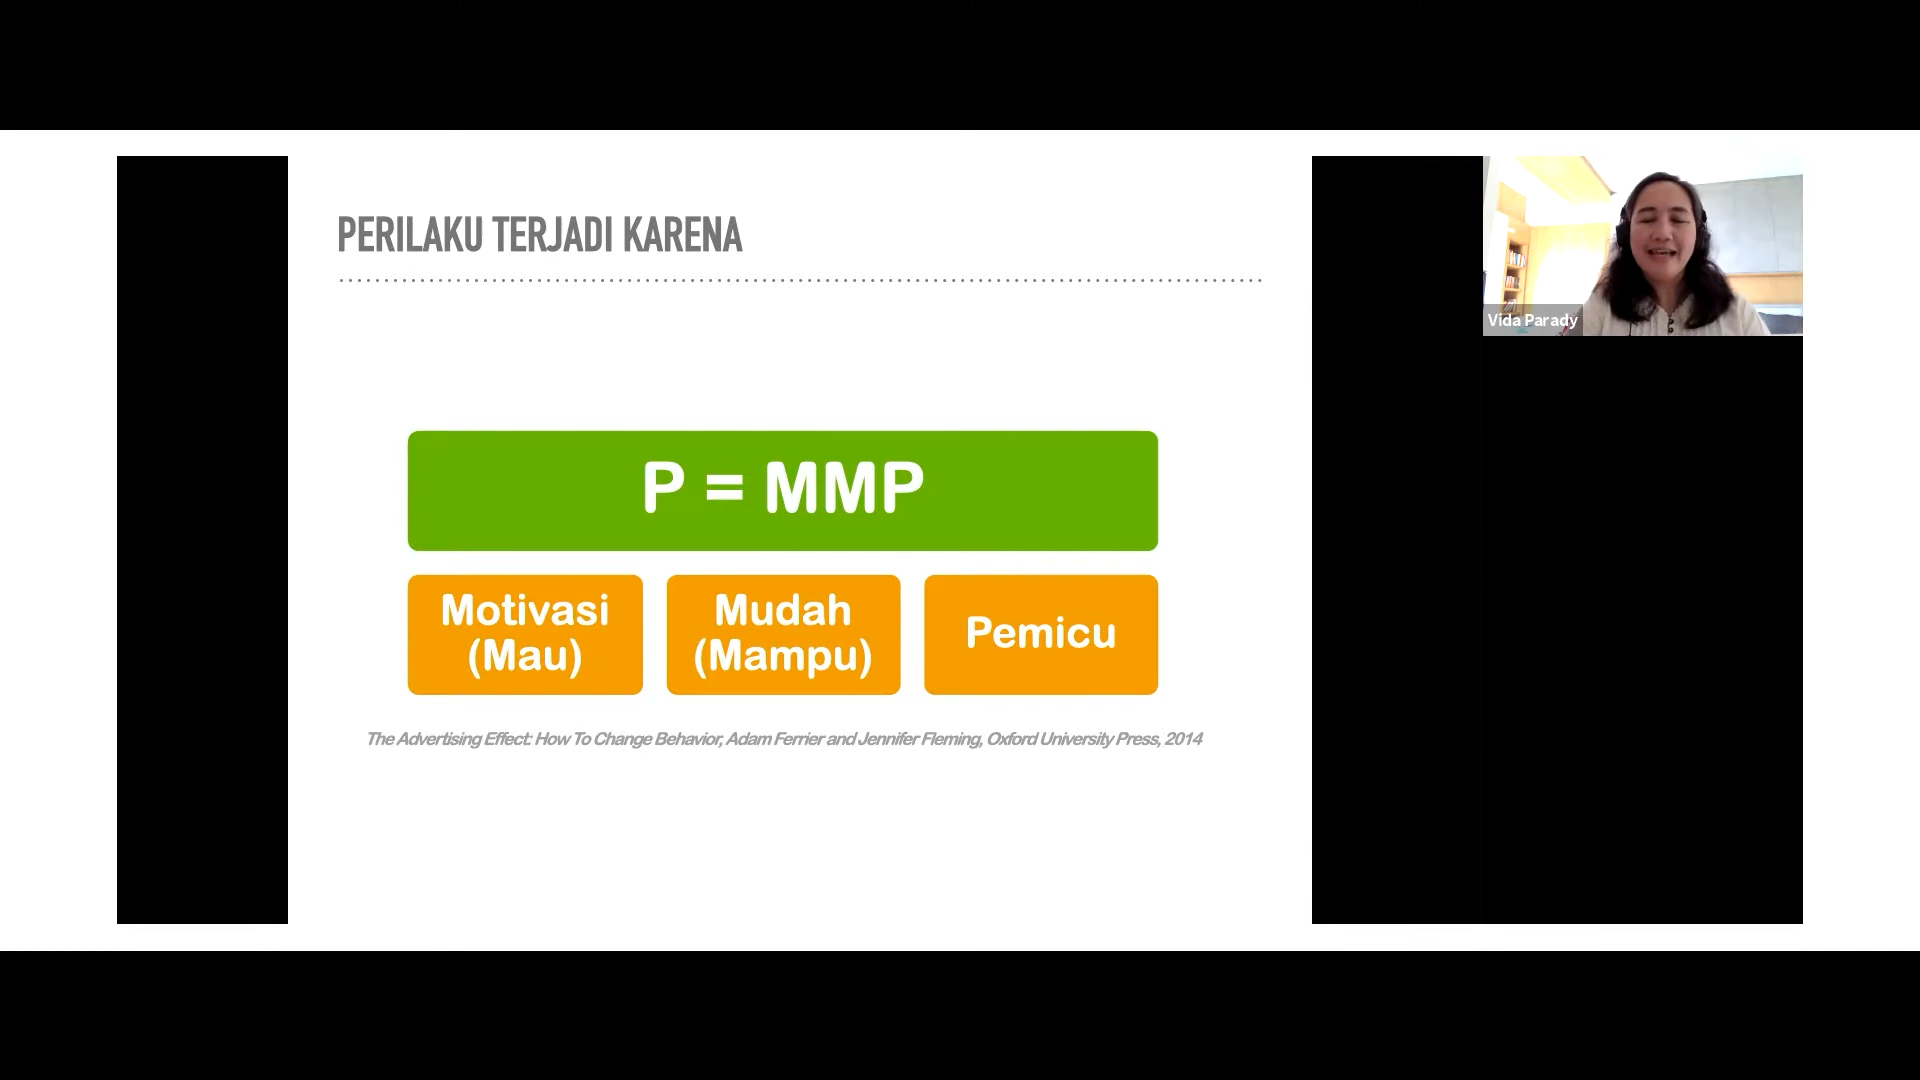 PERILAKU TERJADI KARENA
Vida Parady
P = MMP
Motivasi
(Mau)
Mudah
(Mampu)
Pemicu
The Advertising Effect: How To Change Behavior, Adam Ferrier and Jennifer Fleming, Oxford University Press, 2014